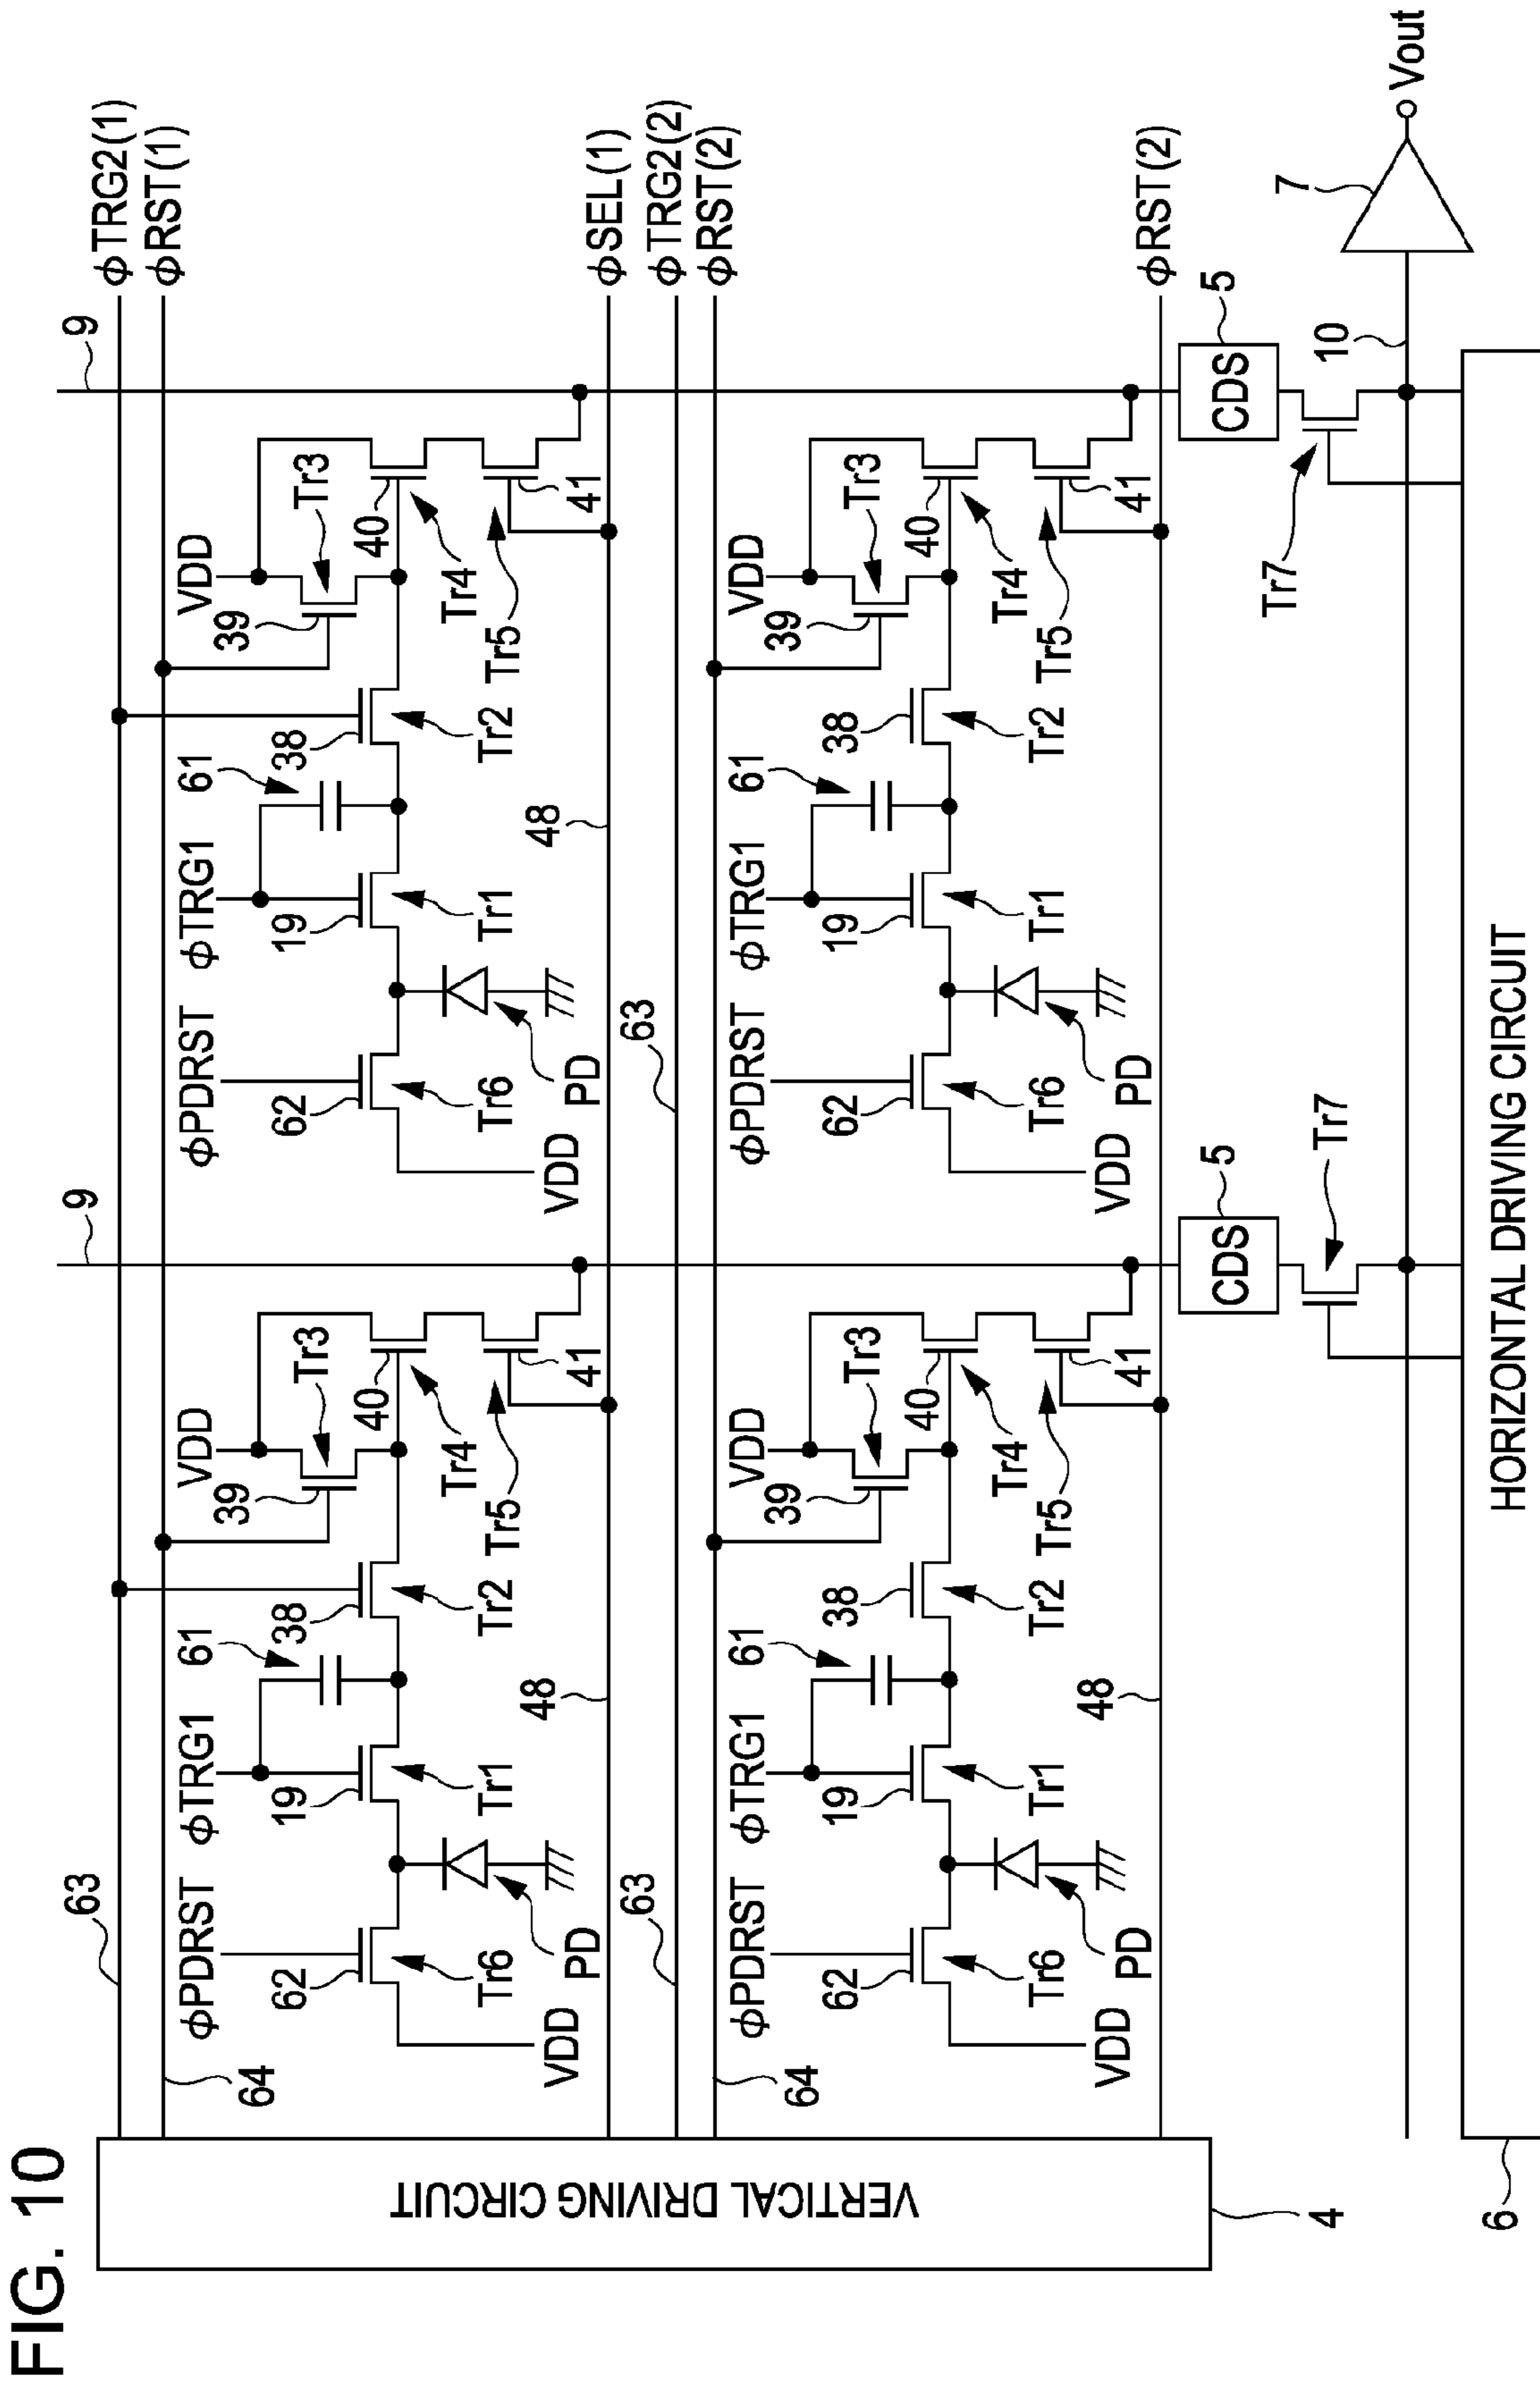 FIG. 10
63
9
9
φTRG2(1)
φRST(1)
φPDRST
φTRG1
61
VDD
φPDRST
φTRG1
61
VDD
64
62
19
38
39
Tr3
62
19
38
39
Tr3
40
40
Tr6
Tr1
Tr2
Tr4
Tr6
Tr1
Tr2
Tr4
Tr5
Tr5
VDD
PD
48
41
VDD
PD
48
41
φSEL(1)
63
63
φTRG2(2)
φRST(2)
φPDRST
φTRG1
61
VDD
φPDRST
φTRG1
61
VDD
64
62
19
38
39
Tr3
62
19
38
39
Tr3
40
40
Tr6
Tr1
Tr2
Tr4
Tr6
Tr1
Tr2
Tr4
Tr5
Tr5
VDD
PD
48
41
VDD
PD
41
φRST(2)
VERTICAL DRIVING CIRCUIT
4
CDS
5
CDS
5
Tr7
Tr7
10
7
Vout
HORIZONTAL DRIVING CIRCUIT
6